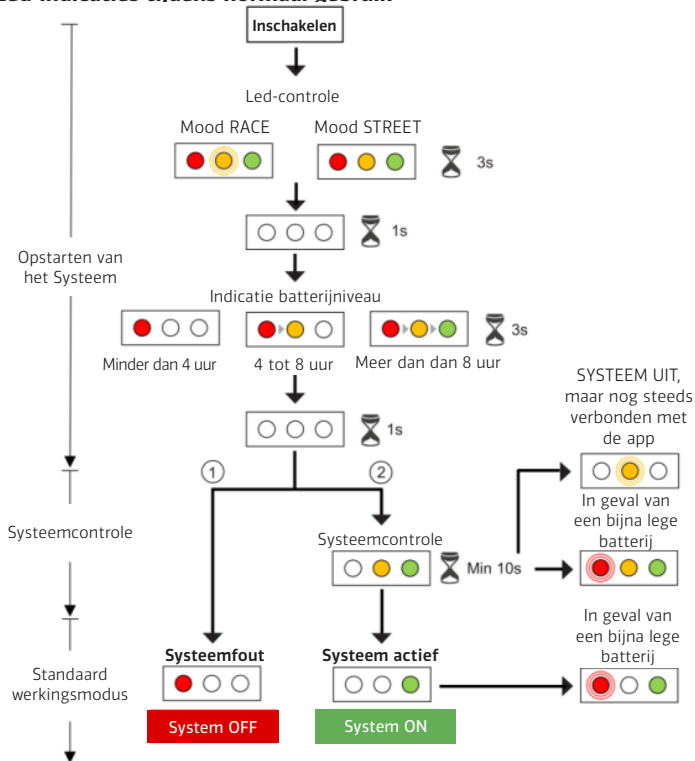 Inschakelen
Led-controle
Mood RACE
Mood STREET
3s
1s
Opstarten van
het Systeem
Indicatie batterijniveau
3s
Minder dan 4 uur
4 tot 8 uur
Meer dan dan 8 uur
1s
SYSTEEM UIT,
maar nog steeds
verbonden met
de app
1
2
Systeemcontrole
Systeemcontrole
Min 10s
In geval van
een bijna lege
batterij
Standaard
werkingsmodus
Systeemfout
System OFF
Systeem actief
System ON
In geval van
een bijna lege
batterij